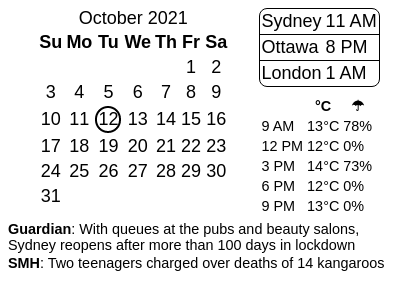 October 2021
Su Mo Tu We Th Fr Sa
1 2
3 4 5 6 7 8 9
10 11 12 13 14 15 16
17 18 19 20 21 22 23
24 25 26 27 28 29 30
31
Sydney 11 AM
Ottawa 8 PM
London 1 AM
°C ☂
9 AM 13°C 78%
12 PM 12°C 0%
3 PM 14°C 73%
6 PM 12°C 0%
9 PM 13°C 0%
Guardian: With queues at the pubs and beauty salons,
Sydney reopens after more than 100 days in lockdown
SMH: Two teenagers charged over deaths of 14 kangaroos